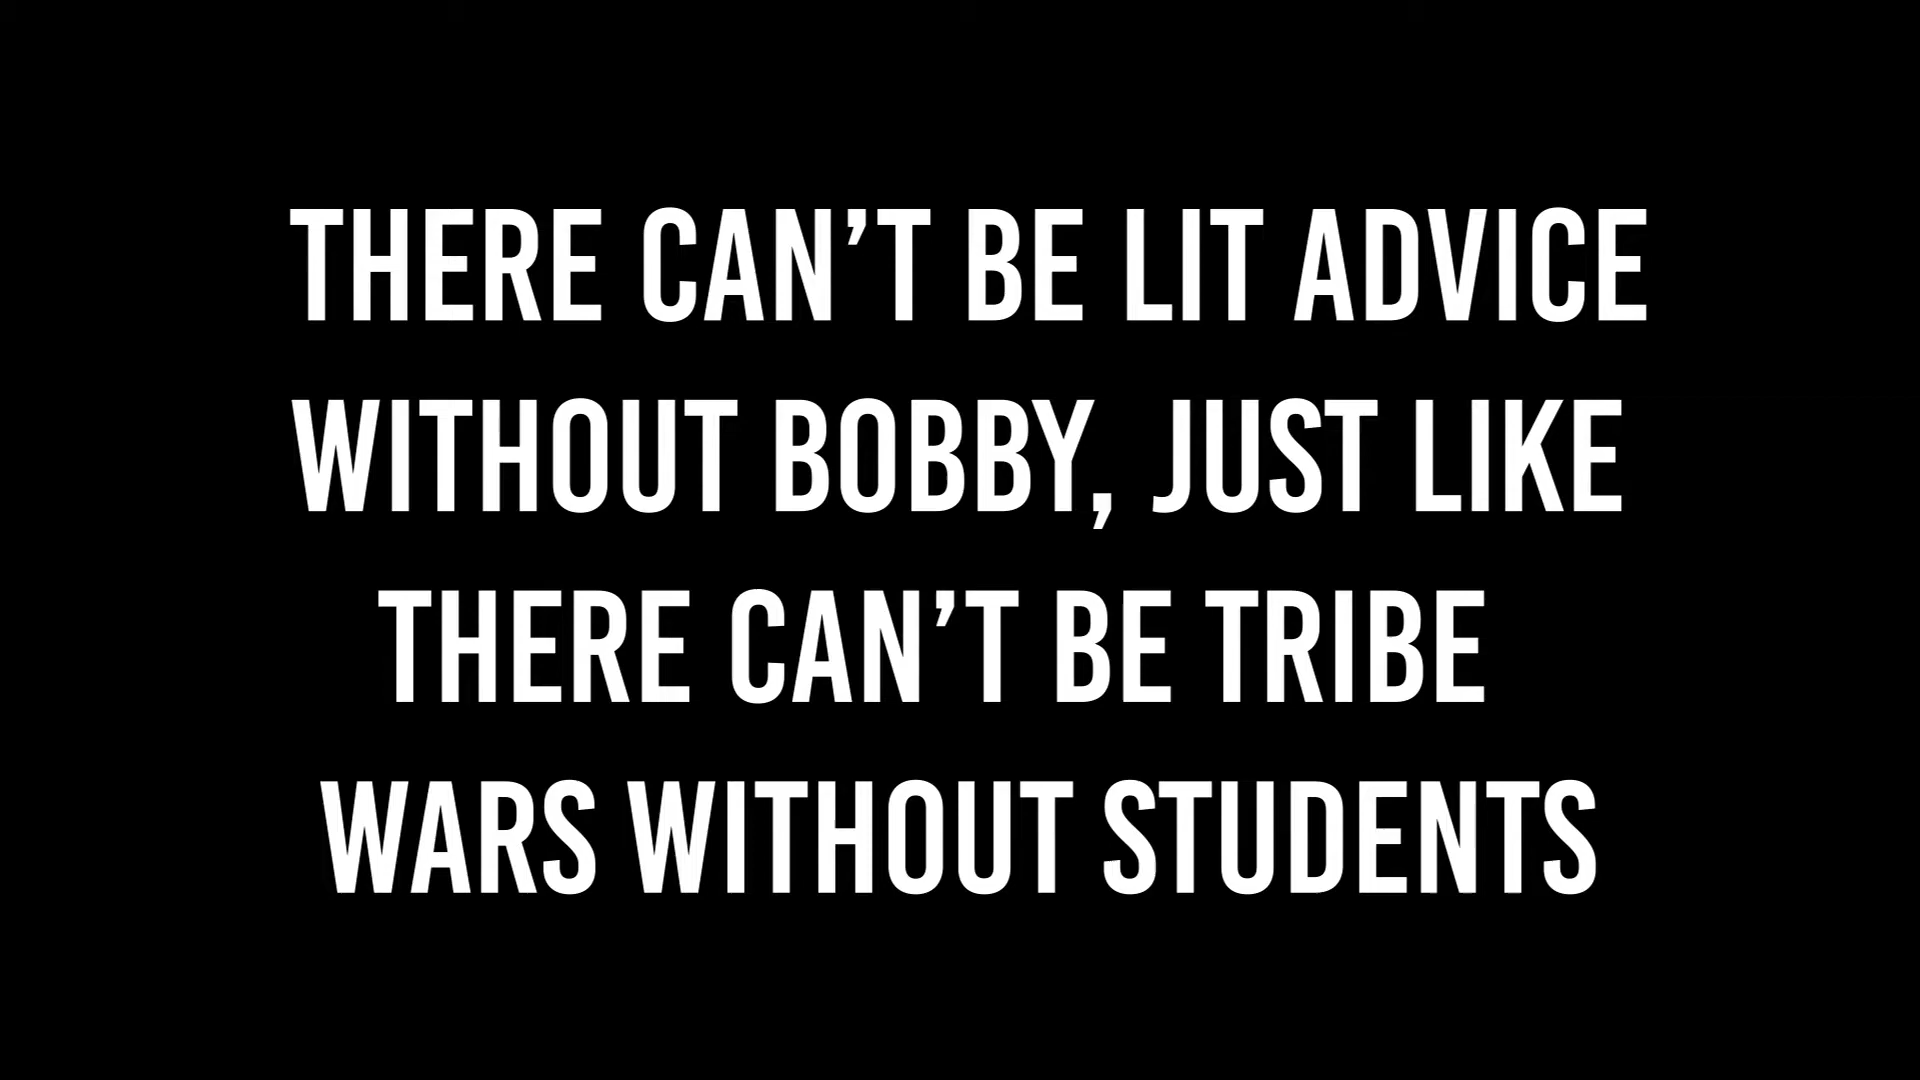 THERE CAN’T BE LIT ADVICE
WITHOUT BOBBY, JUST LIKE
THERE CAN’T BE TRIBE
WARS WITHOUT STUDENTS